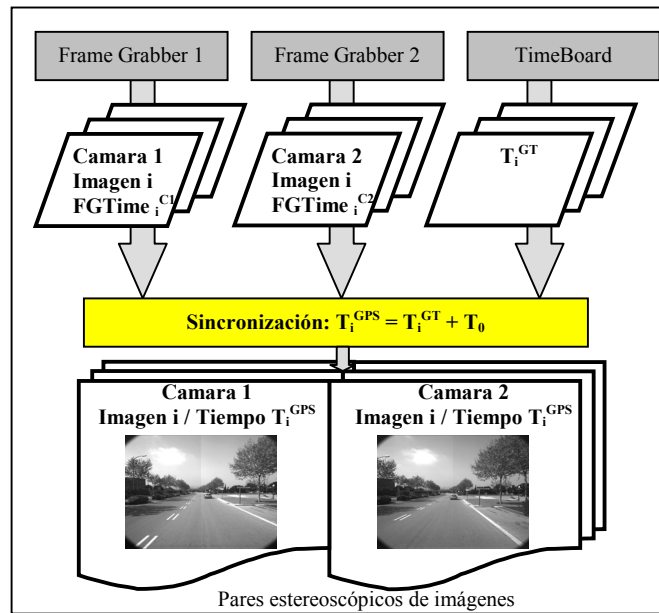 Frame Grabber 1
Frame Grabber 2
TimeBoard
Camara 1
Imagen i
FGTime i^C1
Camara 2
Imagen i
FGTime i^C2
T_i^GT
Sincronización: T_i^GPS = T_i^GT + T_0
Camara 1
Imagen i / Tiempo T_i^GPS
Camara 2
Imagen i / Tiempo T_i^GPS
Pares estereoscópicos de imágenes